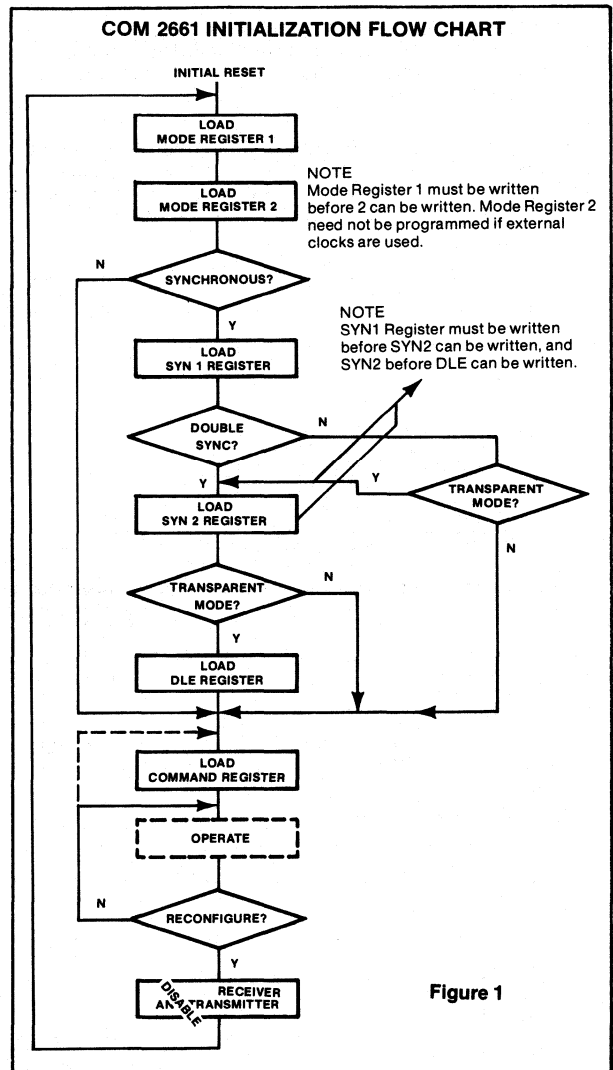 COM 2661 INITIALIZATION FLOW CHART
INITIAL RESET
LOAD
MODE REGISTER 1
LOAD
MODE REGISTER 2
NOTE
Mode Register 1 must be written
before 2 can be written. Mode Register 2
need not be programmed if external
clocks are used.
N
SYNCHRONOUS?
Y
NOTE
SYN1 Register must be written
before SYN2 can be written, and
SYN2 before DLE can be written.
LOAD
SYN 1 REGISTER
DOUBLE
SYNC?
N
Y
Y
TRANSPARENT
MODE?
LOAD
SYN 2 REGISTER
N
TRANSPARENT
MODE?
N
Y
LOAD
DLE REGISTER
LOAD
COMMAND REGISTER
OPERATE
N
RECONFIGURE?
Y
DISABLE
RECEIVER
AND TRANSMITTER
Figure 1